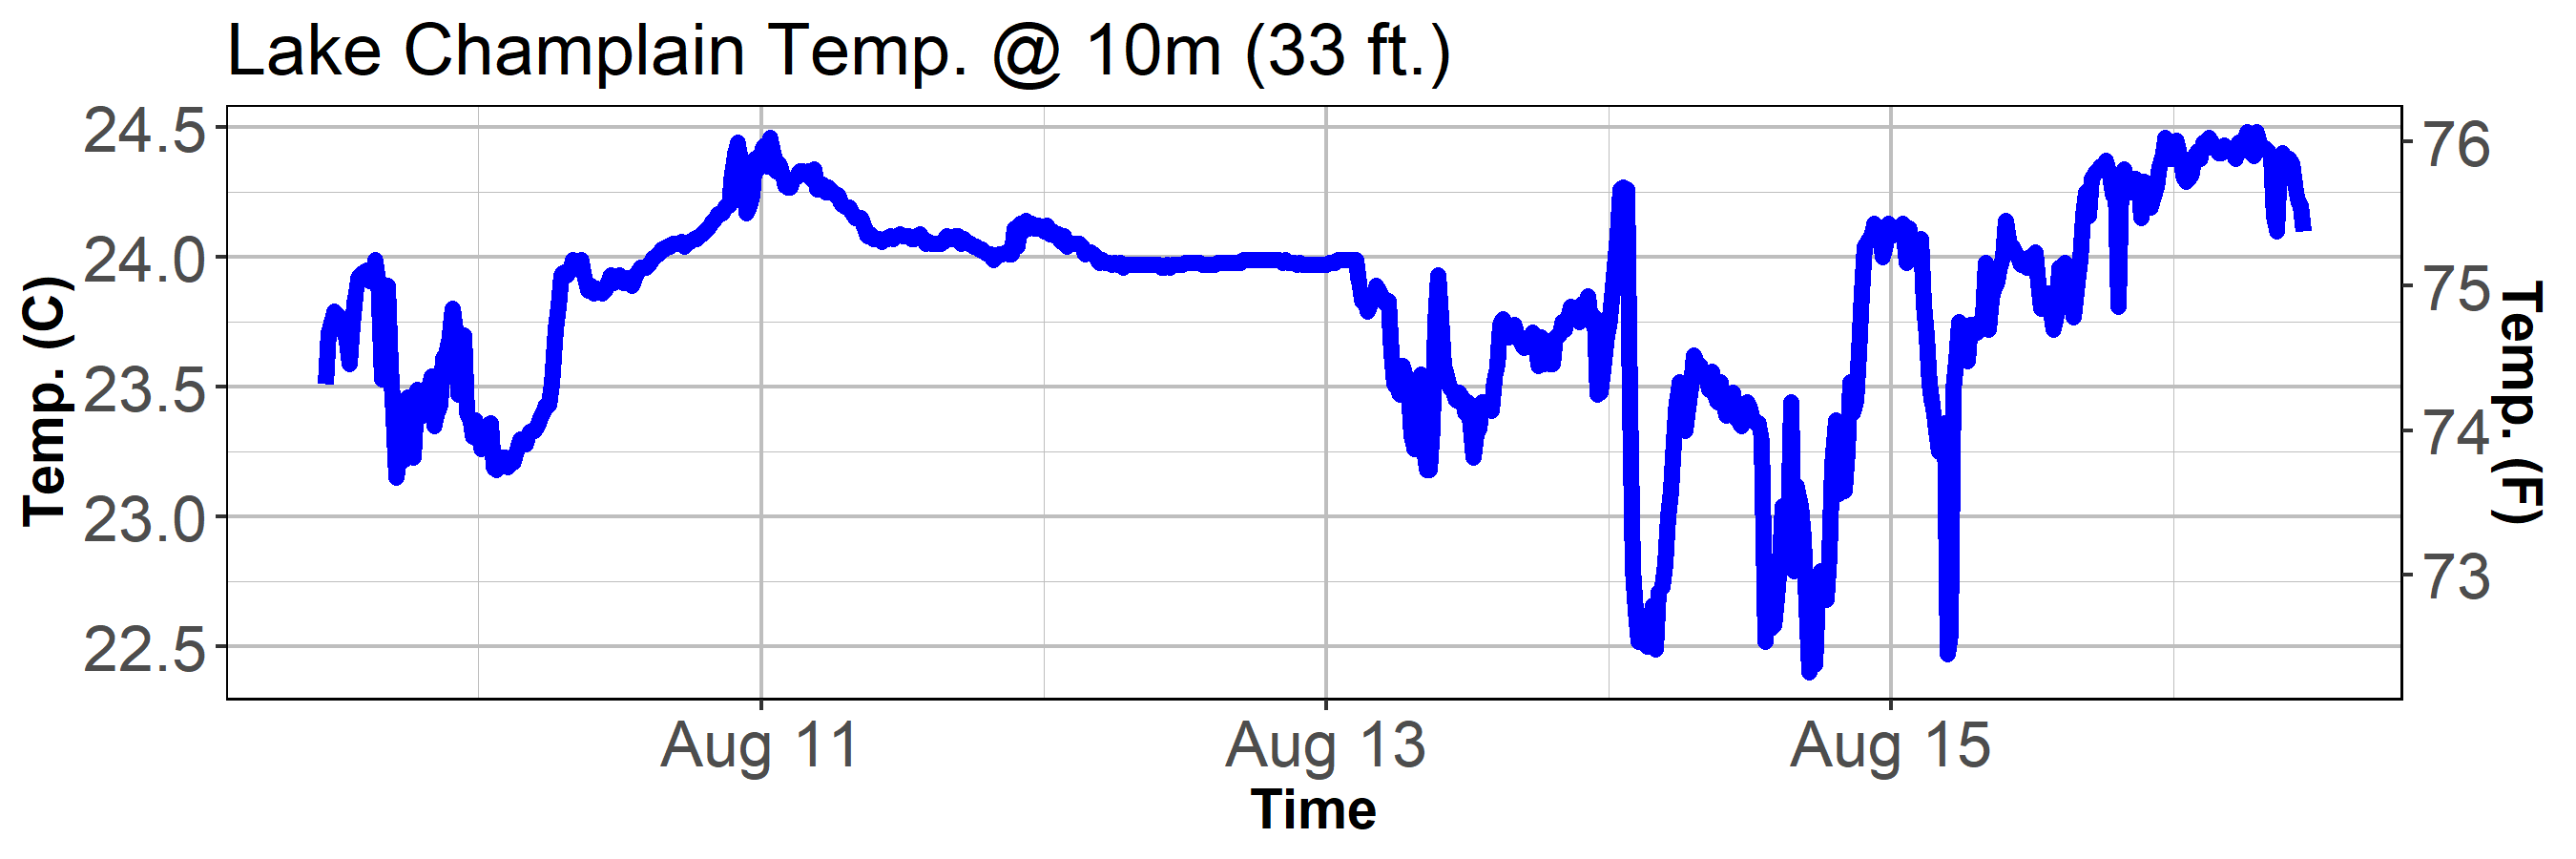 Lake Champlain Temp. @ 10m (33 ft.)
24.5
24.0
23.5
23.0
22.5
Temp. (C)
76
75
74
73
Temp. (F)
Aug 11
Aug 13
Aug 15
Time